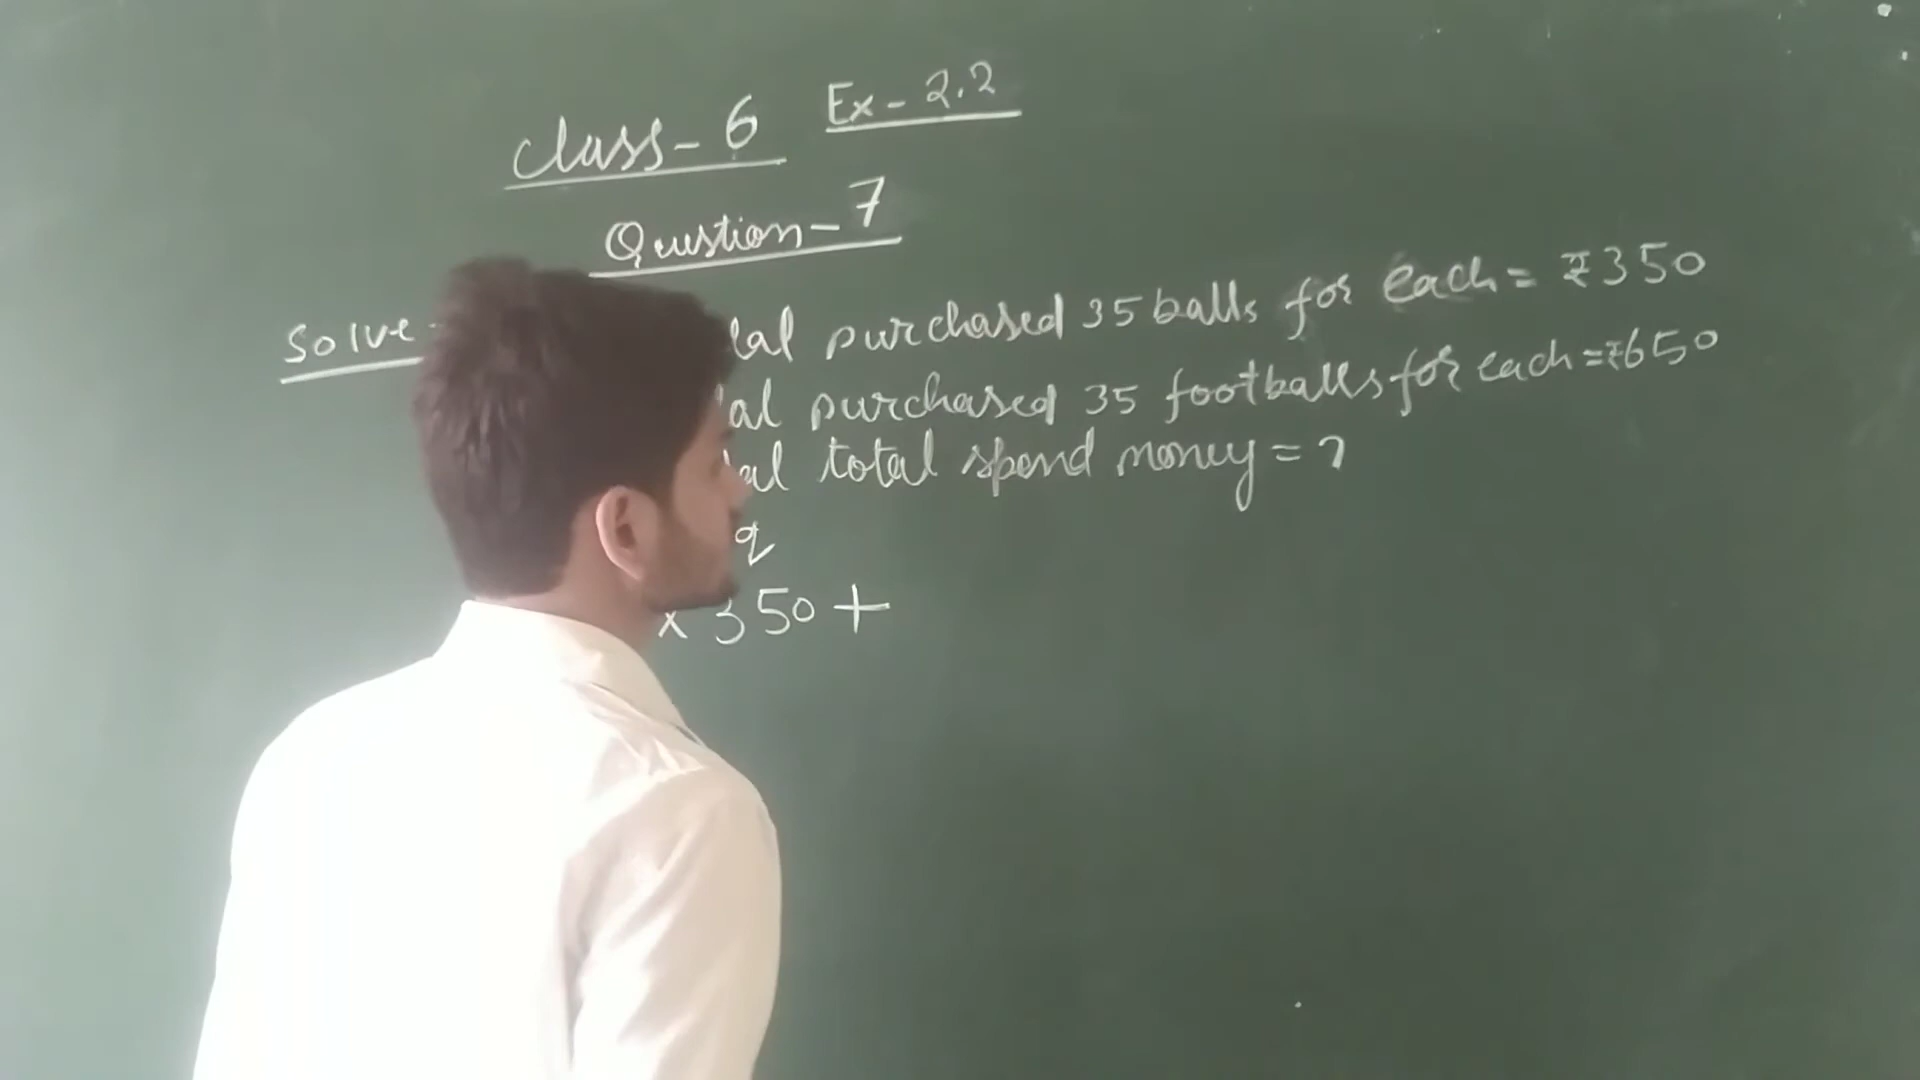 Class-6 Ex-2.2
Question-7
Solve- lal purchased 35 balls for each = ₹350
al purchased 35 footballs for each = ₹650
al total spend money = ?
q
x 350 +